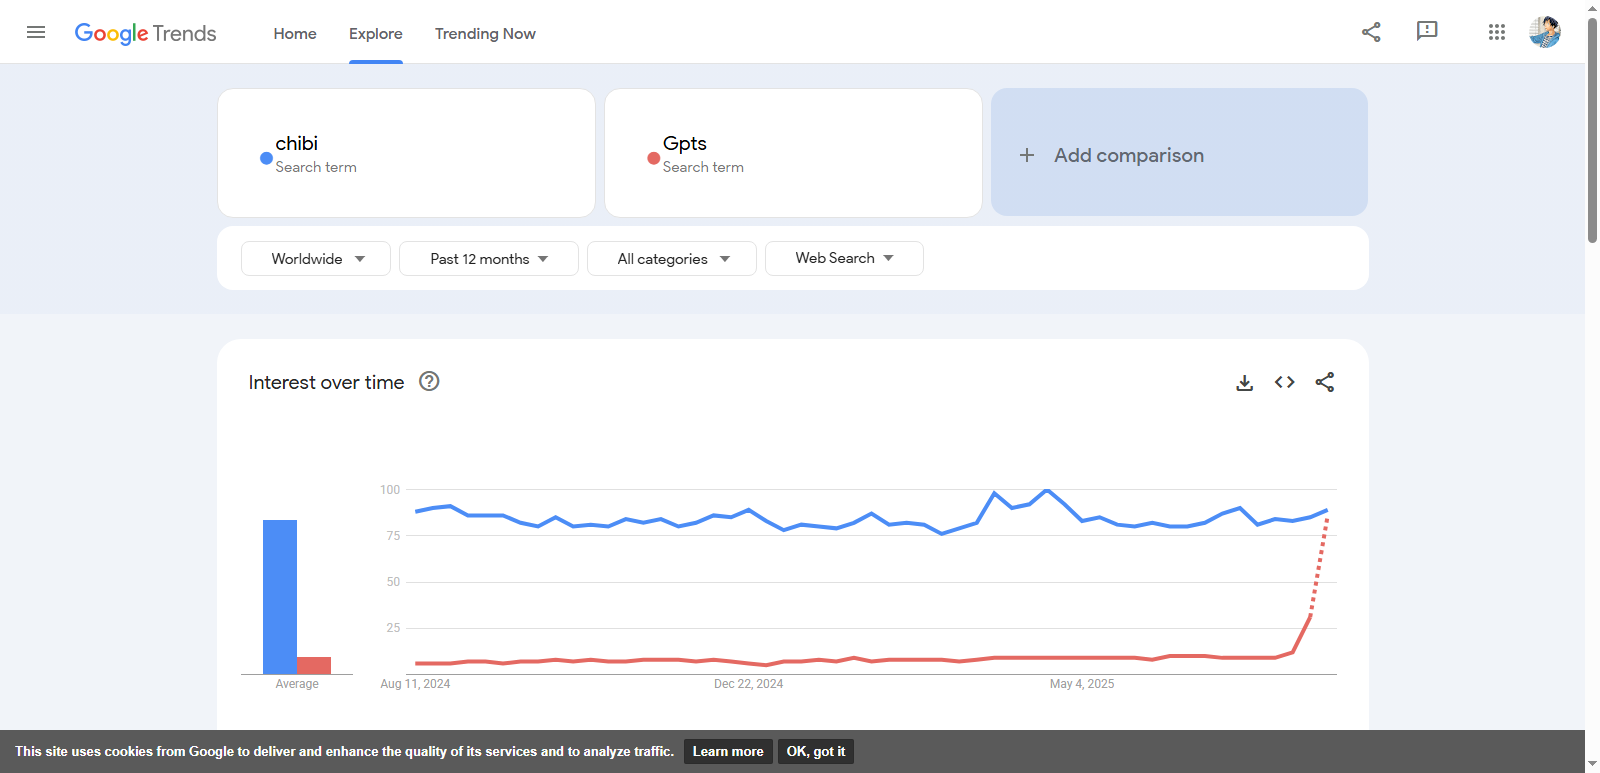 Google Trends Home Explore Trending Now
chibi
Search term
Gpts
Search term
+ Add comparison
Worldwide Past 12 months All categories Web Search
Interest over time ?
100
75
50
25
Average Aug 11, 2024 Dec 22, 2024 May 4, 2025
This site uses cookies from Google to deliver and enhance the quality of its services and to analyze traffic. Learn more OK, got it